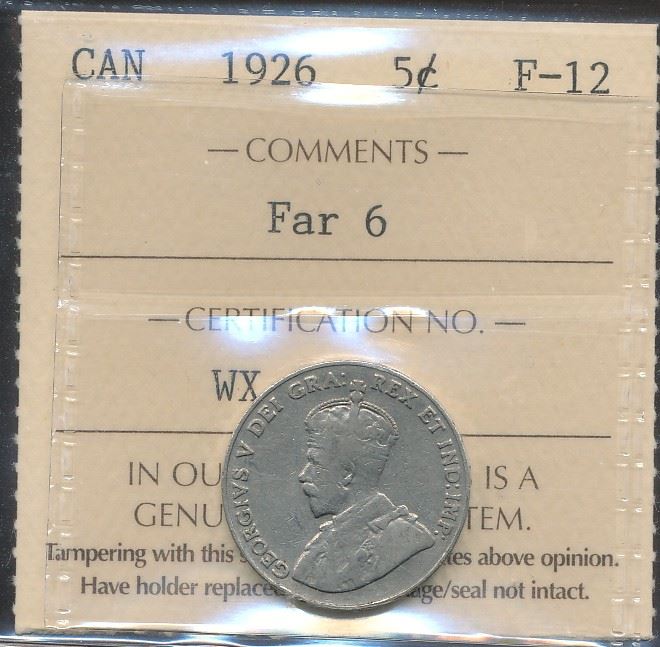 CAN 1926 5¢ F-12
— COMMENTS —
Far 6
— CERTIFICATION NO. —
WX
GEORGIVS V DEI GRA: REX ET IND: IMP:
IN OU IS A
GENU TEM.
Tampering with this s tes above opinion.
Have holder replace age/seal not intact.